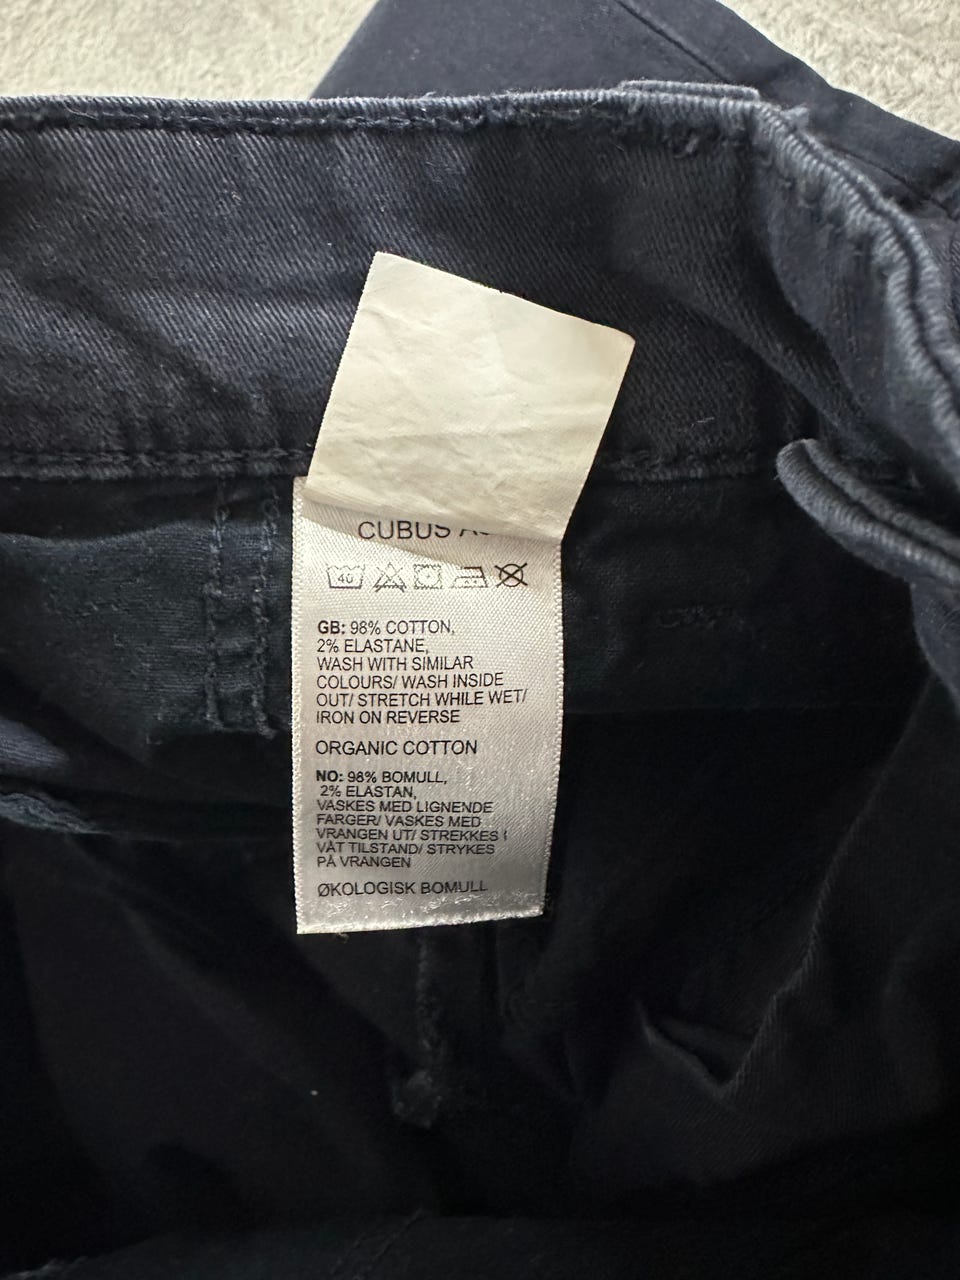 CUBUS
40
GB: 98% COTTON,
2% ELASTANE,
WASH WITH SIMILAR
COLOURS/ WASH INSIDE
OUT/ STRETCH WHILE WET/
IRON ON REVERSE
ORGANIC COTTON
NO: 98% BOMULL,
2% ELASTAN,
VASKES MED LIGNENDE
FARGER/ VASKES MED
VRANGEN UT/ STREKKES I
VÅT TILSTAND/ STRYKES
PÅ VRANGEN
ØKOLOGISK BOMULL